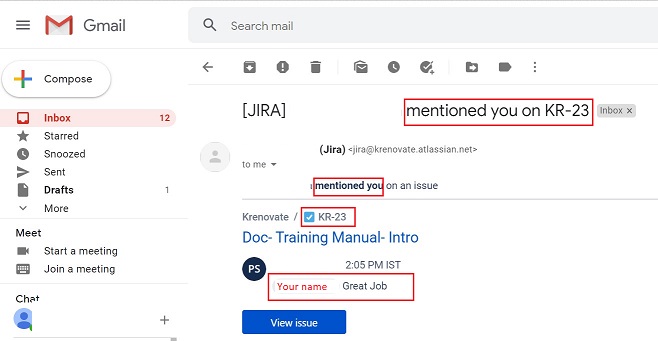 Gmail
Search mail
Compose
Inbox 12
Starred
Snoozed
Sent
Drafts 1
More
Meet
Start a meeting
Join a meeting
Chat
[JIRA] mentioned you on KR-23 Inbox x
(Jira) <jira@krenovate.atlassian.net>
to me
mentioned you on an issue
Krenovate / KR-23
Doc- Training Manual- Intro
PS 2:05 PM IST
Your name Great Job
View issue